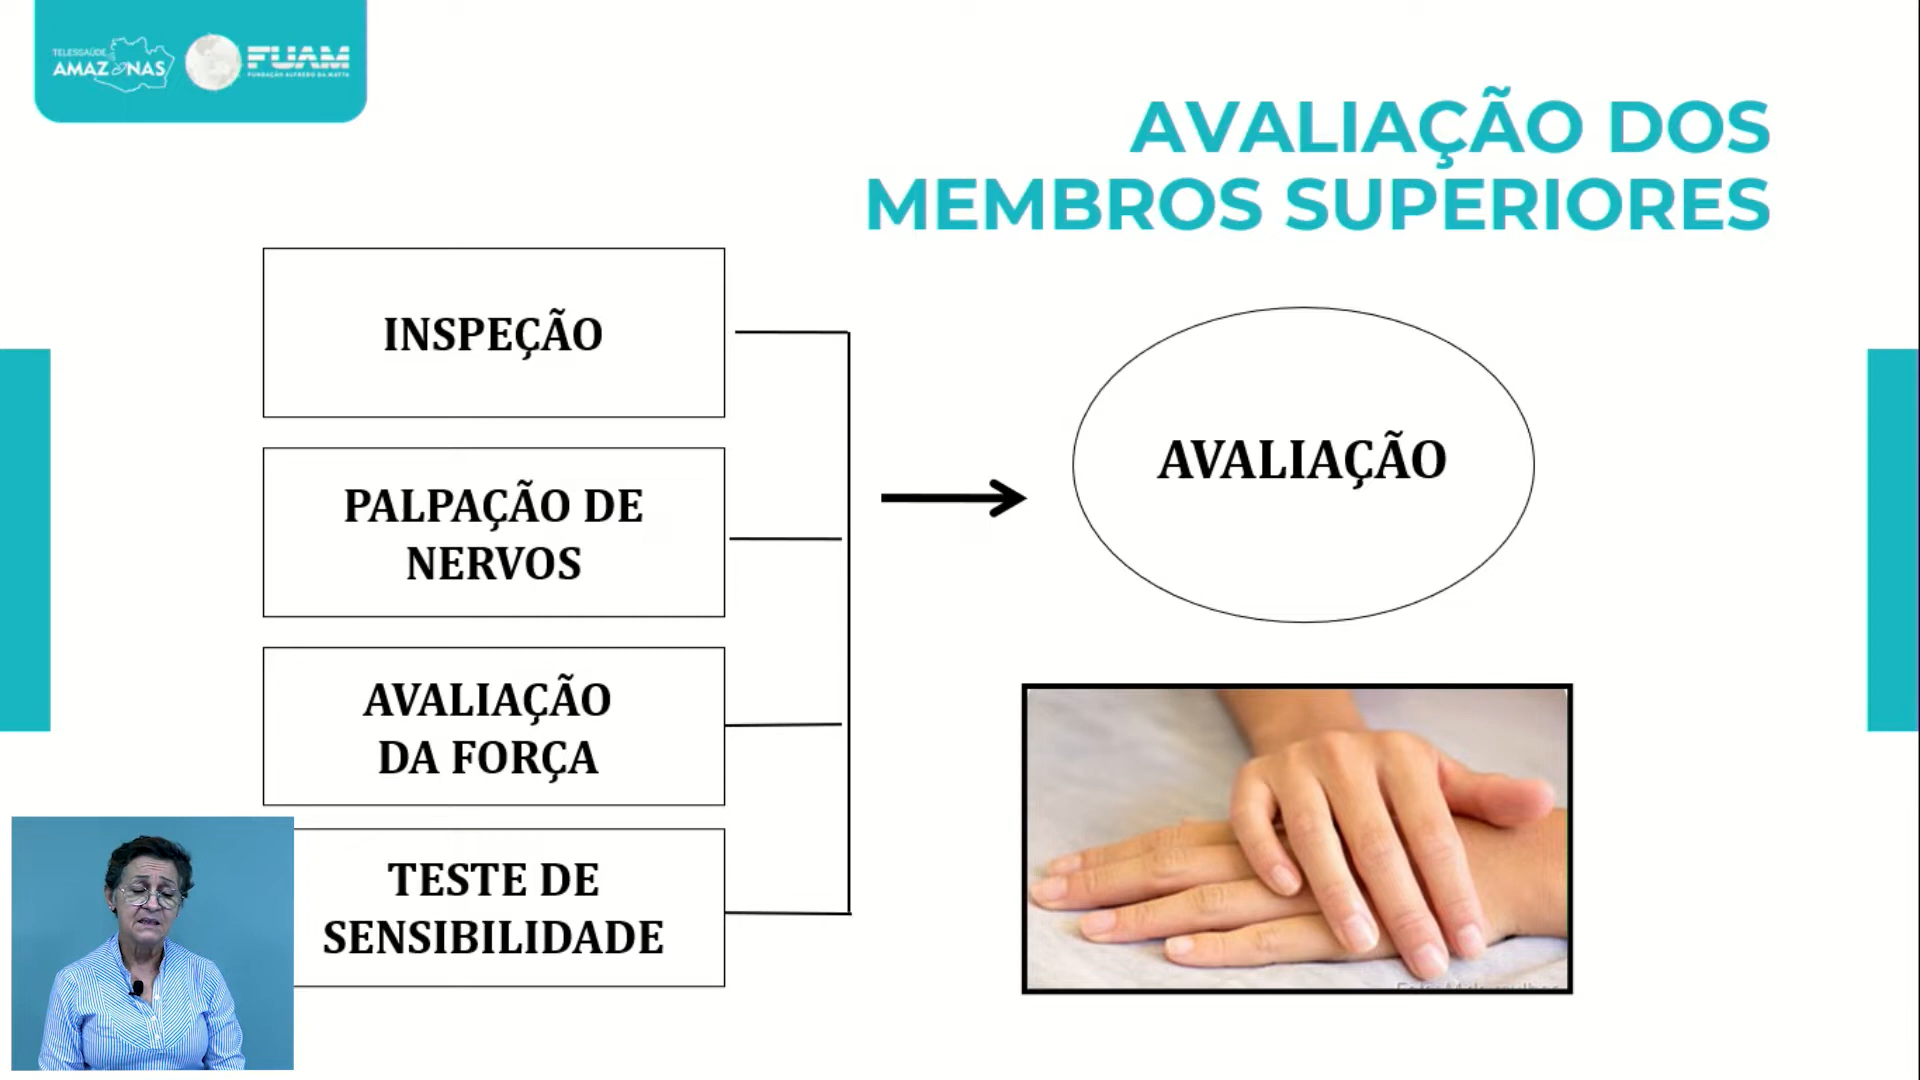 TELESSAÚDE
AMAZONAS
FUAM
FUNDAÇÃO ALFREDO DA MATTA
AVALIAÇÃO DOS
MEMBROS SUPERIORES
INSPEÇÃO
PALPAÇÃO DE
NERVOS
AVALIAÇÃO
DA FORÇA
TESTE DE
SENSIBILIDADE
AVALIAÇÃO